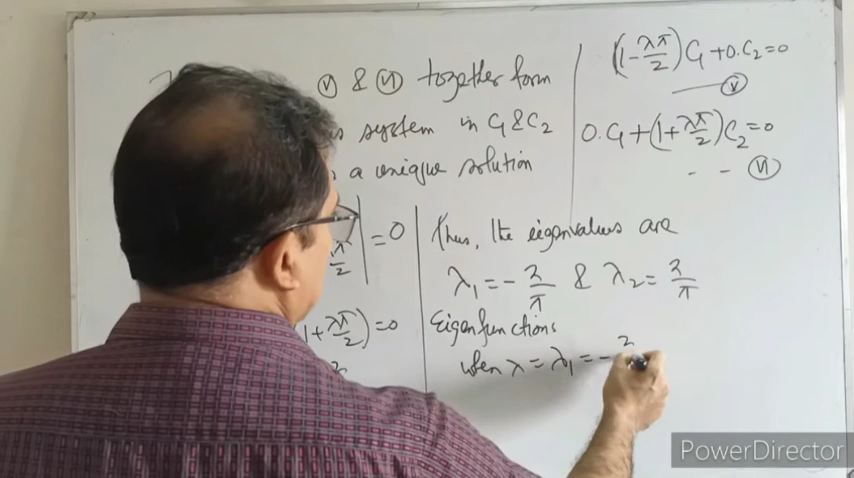 (v) & (vi) together form
system in C₁ & C₂
a unique solution
λ/2 | = 0
1 + λπ/2) = 0
(1 - λπ/2) C₁ + 0.C₂ = 0
— (v)
0.C₁ + (1 + λπ/2) C₂ = 0
- - (vi)
Thus, the eigenvalues are
λ₁ = - 2/π & λ₂ = 2/π
Eigenfunctions
when λ = λ₁ = - 2
PowerDirector